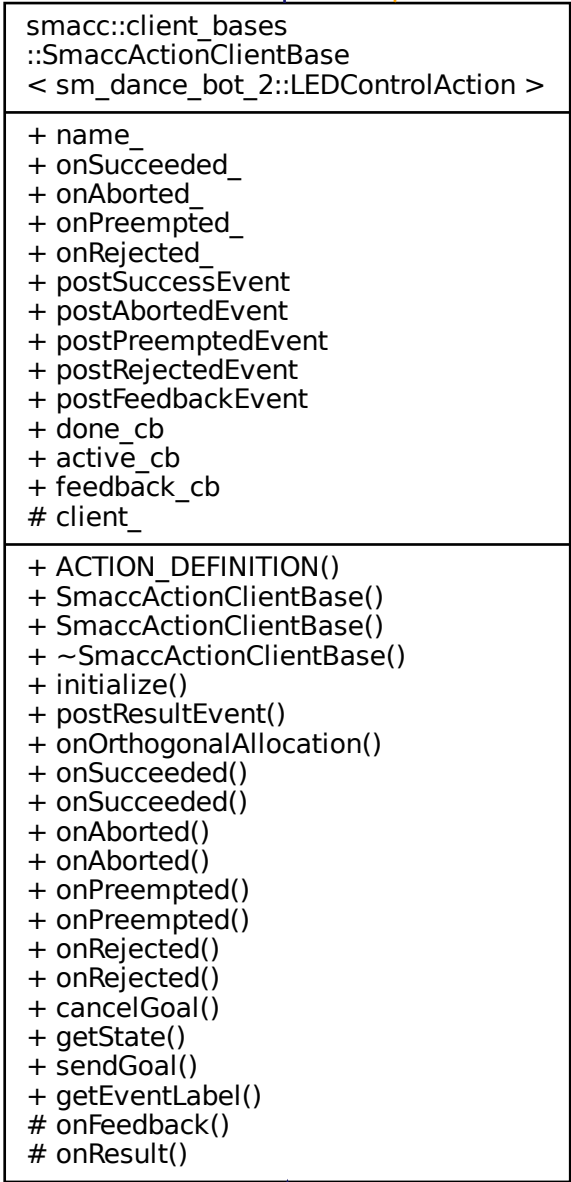 smacc::client_bases
::SmaccActionClientBase
< sm_dance_bot_2::LEDControlAction >
+ name_
+ onSucceeded_
+ onAborted_
+ onPreempted_
+ onRejected_
+ postSuccessEvent
+ postAbortedEvent
+ postPreemptedEvent
+ postRejectedEvent
+ postFeedbackEvent
+ done_cb
+ active_cb
+ feedback_cb
# client_
+ ACTION_DEFINITION()
+ SmaccActionClientBase()
+ SmaccActionClientBase()
+ ~SmaccActionClientBase()
+ initialize()
+ postResultEvent()
+ onOrthogonalAllocation()
+ onSucceeded()
+ onSucceeded()
+ onAborted()
+ onAborted()
+ onPreempted()
+ onPreempted()
+ onRejected()
+ onRejected()
+ cancelGoal()
+ getState()
+ sendGoal()
+ getEventLabel()
# onFeedback()
# onResult()